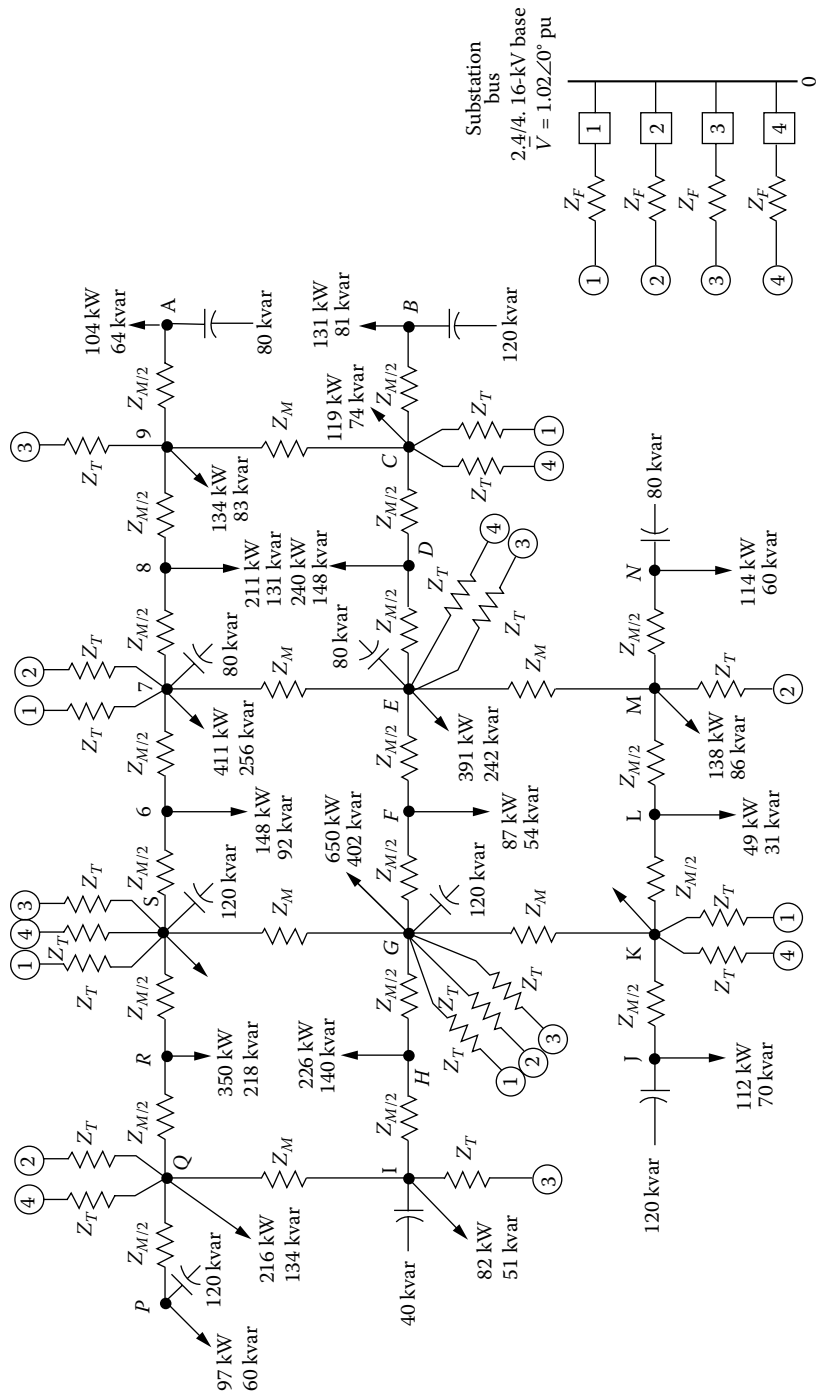 Substation
bus
2.4/4. 16-kV base
V = 1.02∠0° pu
Z_F
1
1
Z_F
2
2
Z_F
3
3
Z_F
4
4
0
4
2
Z_T
Z_T
P
Z_M/2
Q
Z_M/2
R
Z_M/2
S
97 kW
60 kvar
120 kvar
216 kW
134 kvar
350 kW
218 kvar
1
4
3
Z_T
Z_T
Z_T
120 kvar
Z_M/2
6
148 kW
92 kvar
Z_M/2
1
2
Z_T
Z_T
7
80 kvar
411 kW
256 kvar
Z_M/2
8
211 kW
131 kvar
Z_M/2
3
Z_T
9
134 kW
83 kvar
Z_M/2
A
104 kW
64 kvar
80 kvar
Z_M
Z_M
Z_M
Z_M
40 kvar
I
82 kW
51 kvar
Z_T
3
Z_M/2
H
226 kW
140 kvar
Z_M/2
G
650 kW
402 kvar
120 kvar
Z_T
Z_T
Z_T
1
2
3
Z_M/2
F
87 kW
54 kvar
Z_M/2
E
80 kvar
391 kW
242 kvar
Z_T
Z_T
4
3
Z_M/2
D
240 kW
148 kvar
Z_M/2
C
119 kW
74 kvar
Z_T
Z_T
4
1
Z_M/2
B
131 kW
81 kvar
120 kvar
Z_M
Z_M
120 kvar
J
112 kW
70 kvar
Z_M/2
K
Z_T
Z_T
4
1
Z_M/2
L
49 kW
31 kvar
Z_M/2
M
138 kW
86 kvar
Z_T
2
Z_M/2
N
114 kW
60 kvar
80 kvar